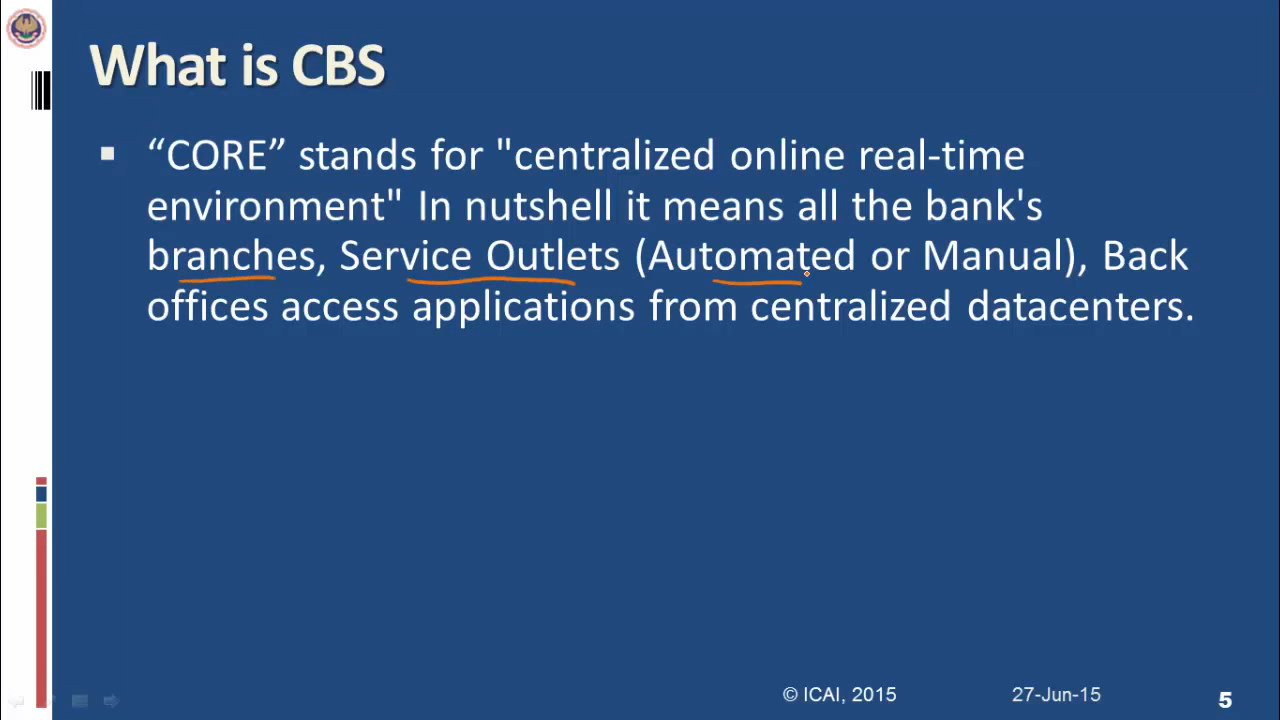 What is CBS
▪ “CORE” stands for "centralized online real-time
environment" In nutshell it means all the bank's
branches, Service Outlets (Automated or Manual), Back
offices access applications from centralized datacenters.
© ICAI, 2015 27-Jun-15 5